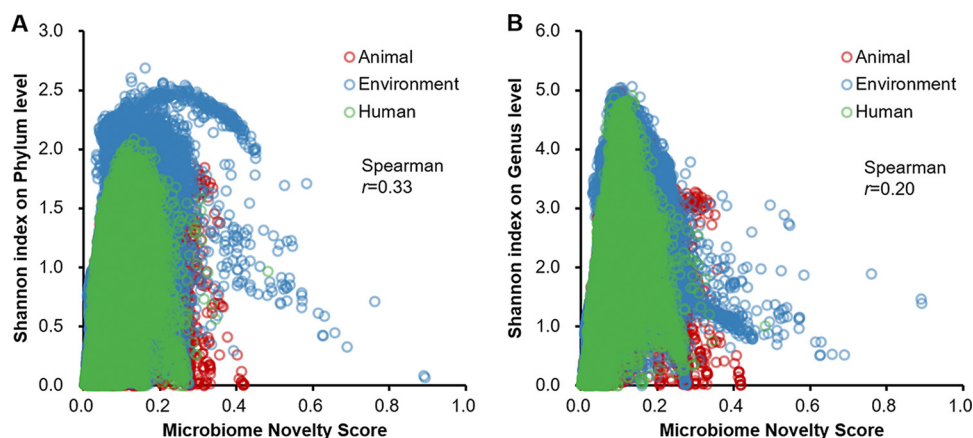 A
3.0
2.5
2.0
1.5
1.0
0.5
0.0
0.0 0.2 0.4 0.6 0.8 1.0
Shannon index on Phylum level
Microbiome Novelty Score
Animal
Environment
Human
Spearman
r=0.33
B
6.0
5.0
4.0
3.0
2.0
1.0
0.0
0.0 0.2 0.4 0.6 0.8 1.0
Shannon index on Genus level
Microbiome Novelty Score
Animal
Environment
Human
Spearman
r=0.20